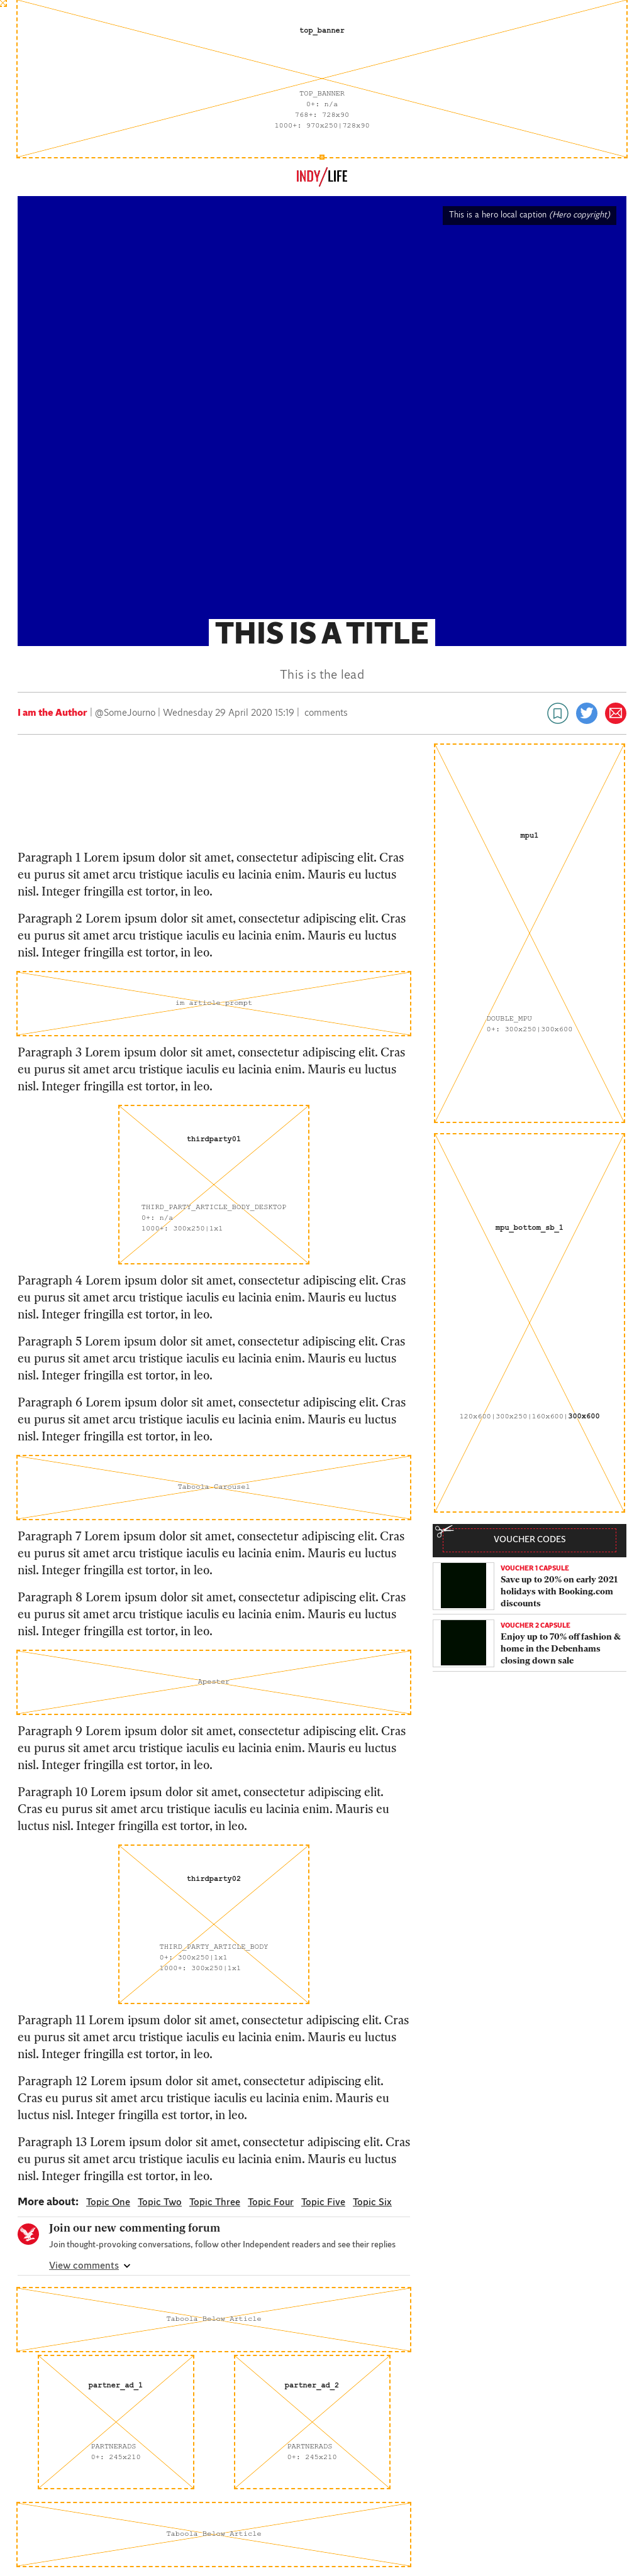 top_banner
TOP_BANNER
0+: n/a
768+: 728x90
1000+: 970x250|728x90
INDY/LIFE
This is a hero local caption (Hero copyright)
THIS IS A TITLE
This is the lead
I am the Author | @SomeJourno | Wednesday 29 April 2020 15:19 | comments
Paragraph 1 Lorem ipsum dolor sit amet, consectetur adipiscing elit. Cras
eu purus sit amet arcu tristique iaculis eu lacinia enim. Mauris eu luctus
nisl. Integer fringilla est tortor, in leo.
Paragraph 2 Lorem ipsum dolor sit amet, consectetur adipiscing elit. Cras
eu purus sit amet arcu tristique iaculis eu lacinia enim. Mauris eu luctus
nisl. Integer fringilla est tortor, in leo.
im article prompt
Paragraph 3 Lorem ipsum dolor sit amet, consectetur adipiscing elit. Cras
eu purus sit amet arcu tristique iaculis eu lacinia enim. Mauris eu luctus
nisl. Integer fringilla est tortor, in leo.
thirdparty01
THIRD_PARTY_ARTICLE_BODY_DESKTOP
0+: n/a
1000+: 300x250|1x1
Paragraph 4 Lorem ipsum dolor sit amet, consectetur adipiscing elit. Cras
eu purus sit amet arcu tristique iaculis eu lacinia enim. Mauris eu luctus
nisl. Integer fringilla est tortor, in leo.
Paragraph 5 Lorem ipsum dolor sit amet, consectetur adipiscing elit. Cras
eu purus sit amet arcu tristique iaculis eu lacinia enim. Mauris eu luctus
nisl. Integer fringilla est tortor, in leo.
Paragraph 6 Lorem ipsum dolor sit amet, consectetur adipiscing elit. Cras
eu purus sit amet arcu tristique iaculis eu lacinia enim. Mauris eu luctus
nisl. Integer fringilla est tortor, in leo.
Taboola Carousel
Paragraph 7 Lorem ipsum dolor sit amet, consectetur adipiscing elit. Cras
eu purus sit amet arcu tristique iaculis eu lacinia enim. Mauris eu luctus
nisl. Integer fringilla est tortor, in leo.
Paragraph 8 Lorem ipsum dolor sit amet, consectetur adipiscing elit. Cras
eu purus sit amet arcu tristique iaculis eu lacinia enim. Mauris eu luctus
nisl. Integer fringilla est tortor, in leo.
Apester
Paragraph 9 Lorem ipsum dolor sit amet, consectetur adipiscing elit. Cras
eu purus sit amet arcu tristique iaculis eu lacinia enim. Mauris eu luctus
nisl. Integer fringilla est tortor, in leo.
Paragraph 10 Lorem ipsum dolor sit amet, consectetur adipiscing elit.
Cras eu purus sit amet arcu tristique iaculis eu lacinia enim. Mauris eu
luctus nisl. Integer fringilla est tortor, in leo.
thirdparty02
THIRD_PARTY_ARTICLE_BODY
0+: 300x250|1x1
1000+: 300x250|1x1
Paragraph 11 Lorem ipsum dolor sit amet, consectetur adipiscing elit. Cras
eu purus sit amet arcu tristique iaculis eu lacinia enim. Mauris eu luctus
nisl. Integer fringilla est tortor, in leo.
Paragraph 12 Lorem ipsum dolor sit amet, consectetur adipiscing elit.
Cras eu purus sit amet arcu tristique iaculis eu lacinia enim. Mauris eu
luctus nisl. Integer fringilla est tortor, in leo.
Paragraph 13 Lorem ipsum dolor sit amet, consectetur adipiscing elit. Cras
eu purus sit amet arcu tristique iaculis eu lacinia enim. Mauris eu luctus
nisl. Integer fringilla est tortor, in leo.
More about: Topic One Topic Two Topic Three Topic Four Topic Five Topic Six
Join our new commenting forum
Join thought-provoking conversations, follow other Independent readers and see their replies
View comments
Taboola Below Article
partner_ad_1
PARTNERADS
0+: 245x210
partner_ad_2
PARTNERADS
0+: 245x210
Taboola Below Article
mpu1
DOUBLE_MPU
0+: 300x250|300x600
mpu_bottom_sb_1
120x600|300x250|160x600|300x600
VOUCHER CODES
VOUCHER 1 CAPSULE
Save up to 20% on early 2021
holidays with Booking.com
discounts
VOUCHER 2 CAPSULE
Enjoy up to 70% off fashion &
home in the Debenhams
closing down sale